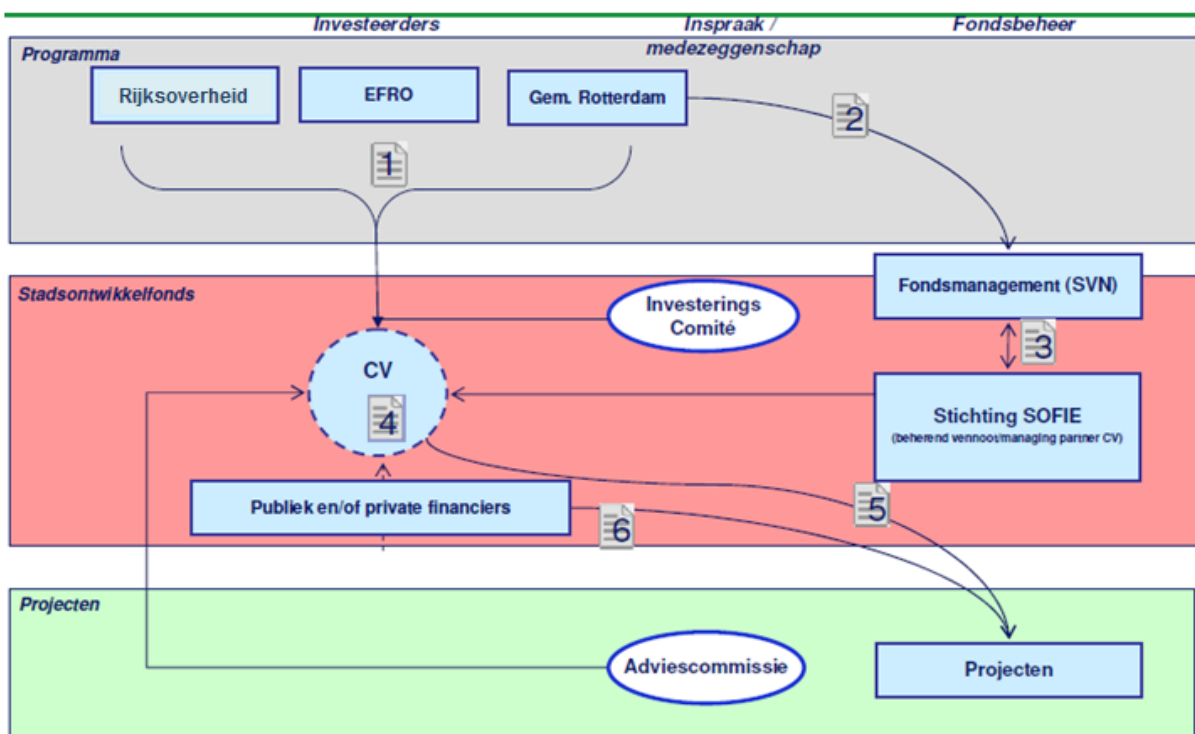 Investeerders
Inspraak /
medezeggenschap
Fondsbeheer
Programma
Rijksoverheid
EFRO
Gem. Rotterdam
1
2
Stadsontwikkelfonds
Fondsmanagement (SVN)
Investerings
Comité
3
CV
4
Stichting SOFIE
(beherend vennoot/managing partner CV)
Publiek en/of private financiers
5
6
Projecten
Adviescommissie
Projecten